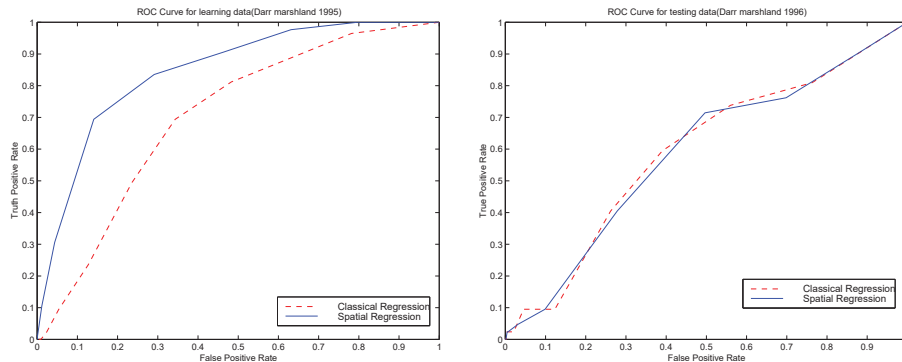 ROC Curve for learning data(Darr marshland 1995)
1
0.9
0.8
0.7
0.6
0.5
0.4
0.3
0.2
0.1
0
Truth Positive Rate
0 0.1 0.2 0.3 0.4 0.5 0.6 0.7 0.8 0.9 1
False Positive Rate
Classical Regression
Spatial Regression
ROC Curve for testing data(Darr marshland 1996)
1
0.9
0.8
0.7
0.6
0.5
0.4
0.3
0.2
0.1
0
True Positive Rate
0 0.1 0.2 0.3 0.4 0.5 0.6 0.7 0.8 0.9
False Positive Rate
Classical Regression
Spatial Regression